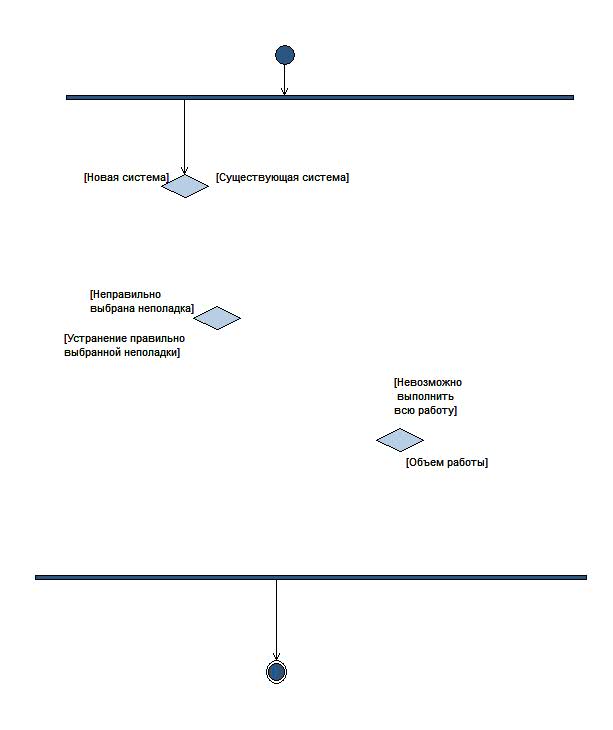 [Новая система]
[Существующая система]
[Неправильно
выбрана неполадка]
[Устранение правильно
выбранной неполадки]
[Невозможно
выполнить
всю работу]
[Объем работы]